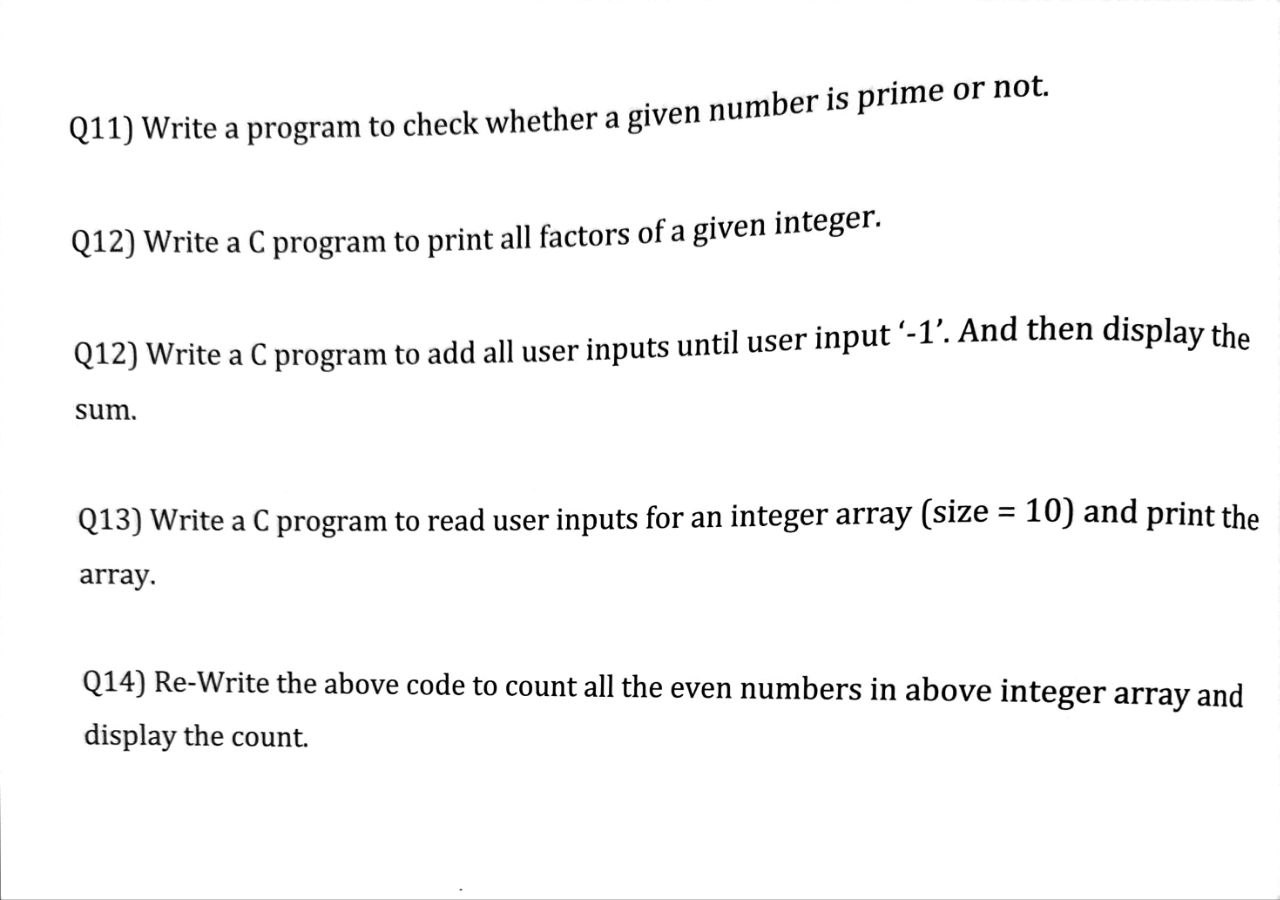 Q11) Write a program to check whether a given number is prime or not.
Q12) Write a C program to print all factors of a given integer.
Q12) Write a C program to add all user inputs until user input ‘-1’. And then display the
sum.
Q13) Write a C program to read user inputs for an integer array (size = 10) and print the
array.
Q14) Re-Write the above code to count all the even numbers in above integer array and
display the count.